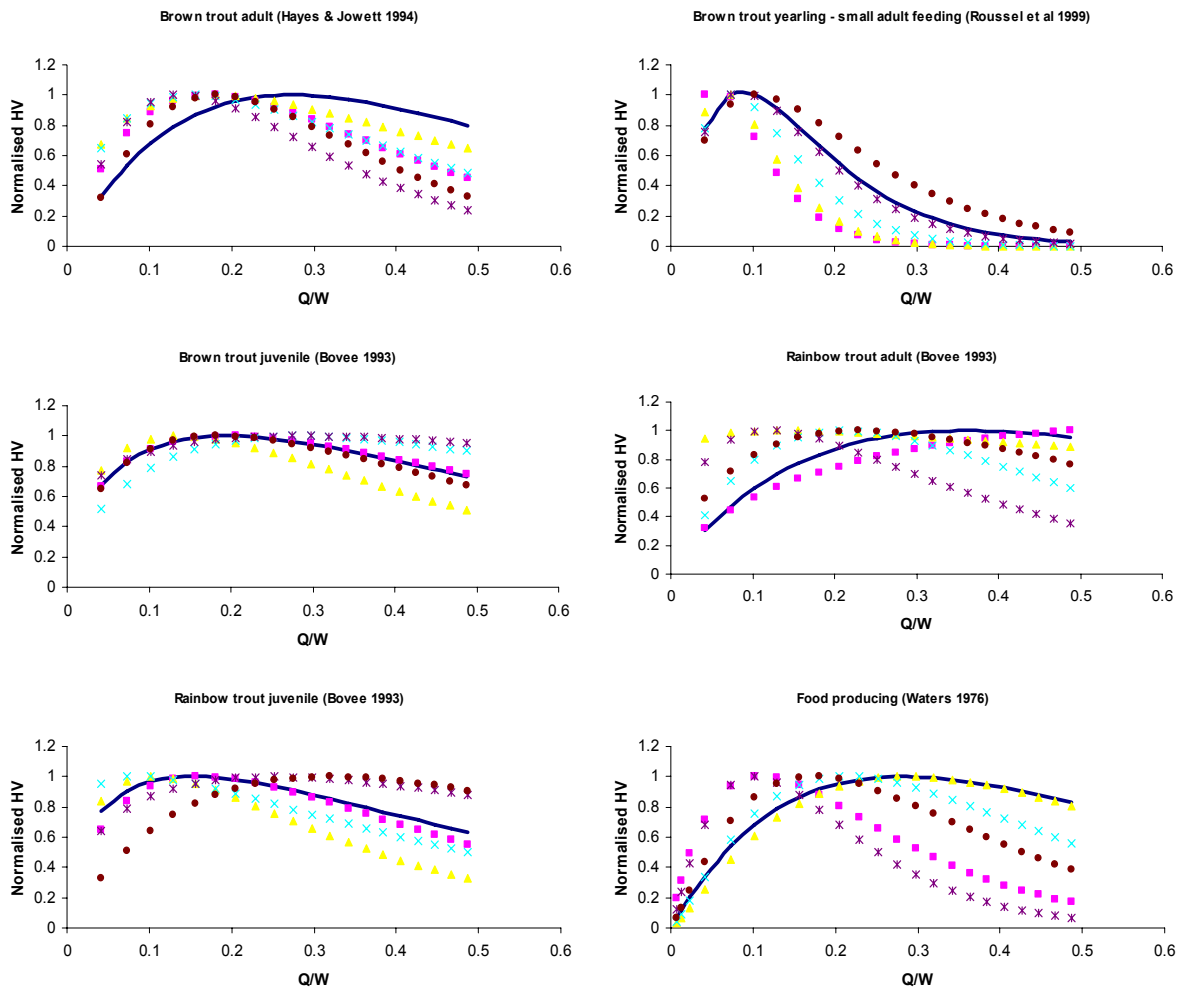 Brown trout adult (Hayes & Jowett 1994)
Normalised HV
1.2
1
0.8
0.6
0.4
0.2
0
0 0.1 0.2 0.3 0.4 0.5 0.6
Q/W
Brown trout yearling - small adult feeding (Roussel et al 1999)
Normalised HV
1.2
1
0.8
0.6
0.4
0.2
0
0 0.1 0.2 0.3 0.4 0.5 0.6
Q/W
Brown trout juvenile (Bovee 1993)
Normalised HV
1.2
1
0.8
0.6
0.4
0.2
0
0 0.1 0.2 0.3 0.4 0.5 0.6
Q/W
Rainbow trout adult (Bovee 1993)
Normalised HV
1.2
1
0.8
0.6
0.4
0.2
0
0 0.1 0.2 0.3 0.4 0.5 0.6
Q/W
Rainbow trout juvenile (Bovee 1993)
Normalised HV
1.2
1
0.8
0.6
0.4
0.2
0
0 0.1 0.2 0.3 0.4 0.5 0.6
Q/W
Food producing (Waters 1976)
Normalised HV
1.2
1
0.8
0.6
0.4
0.2
0
0 0.1 0.2 0.3 0.4 0.5 0.6
Q/W